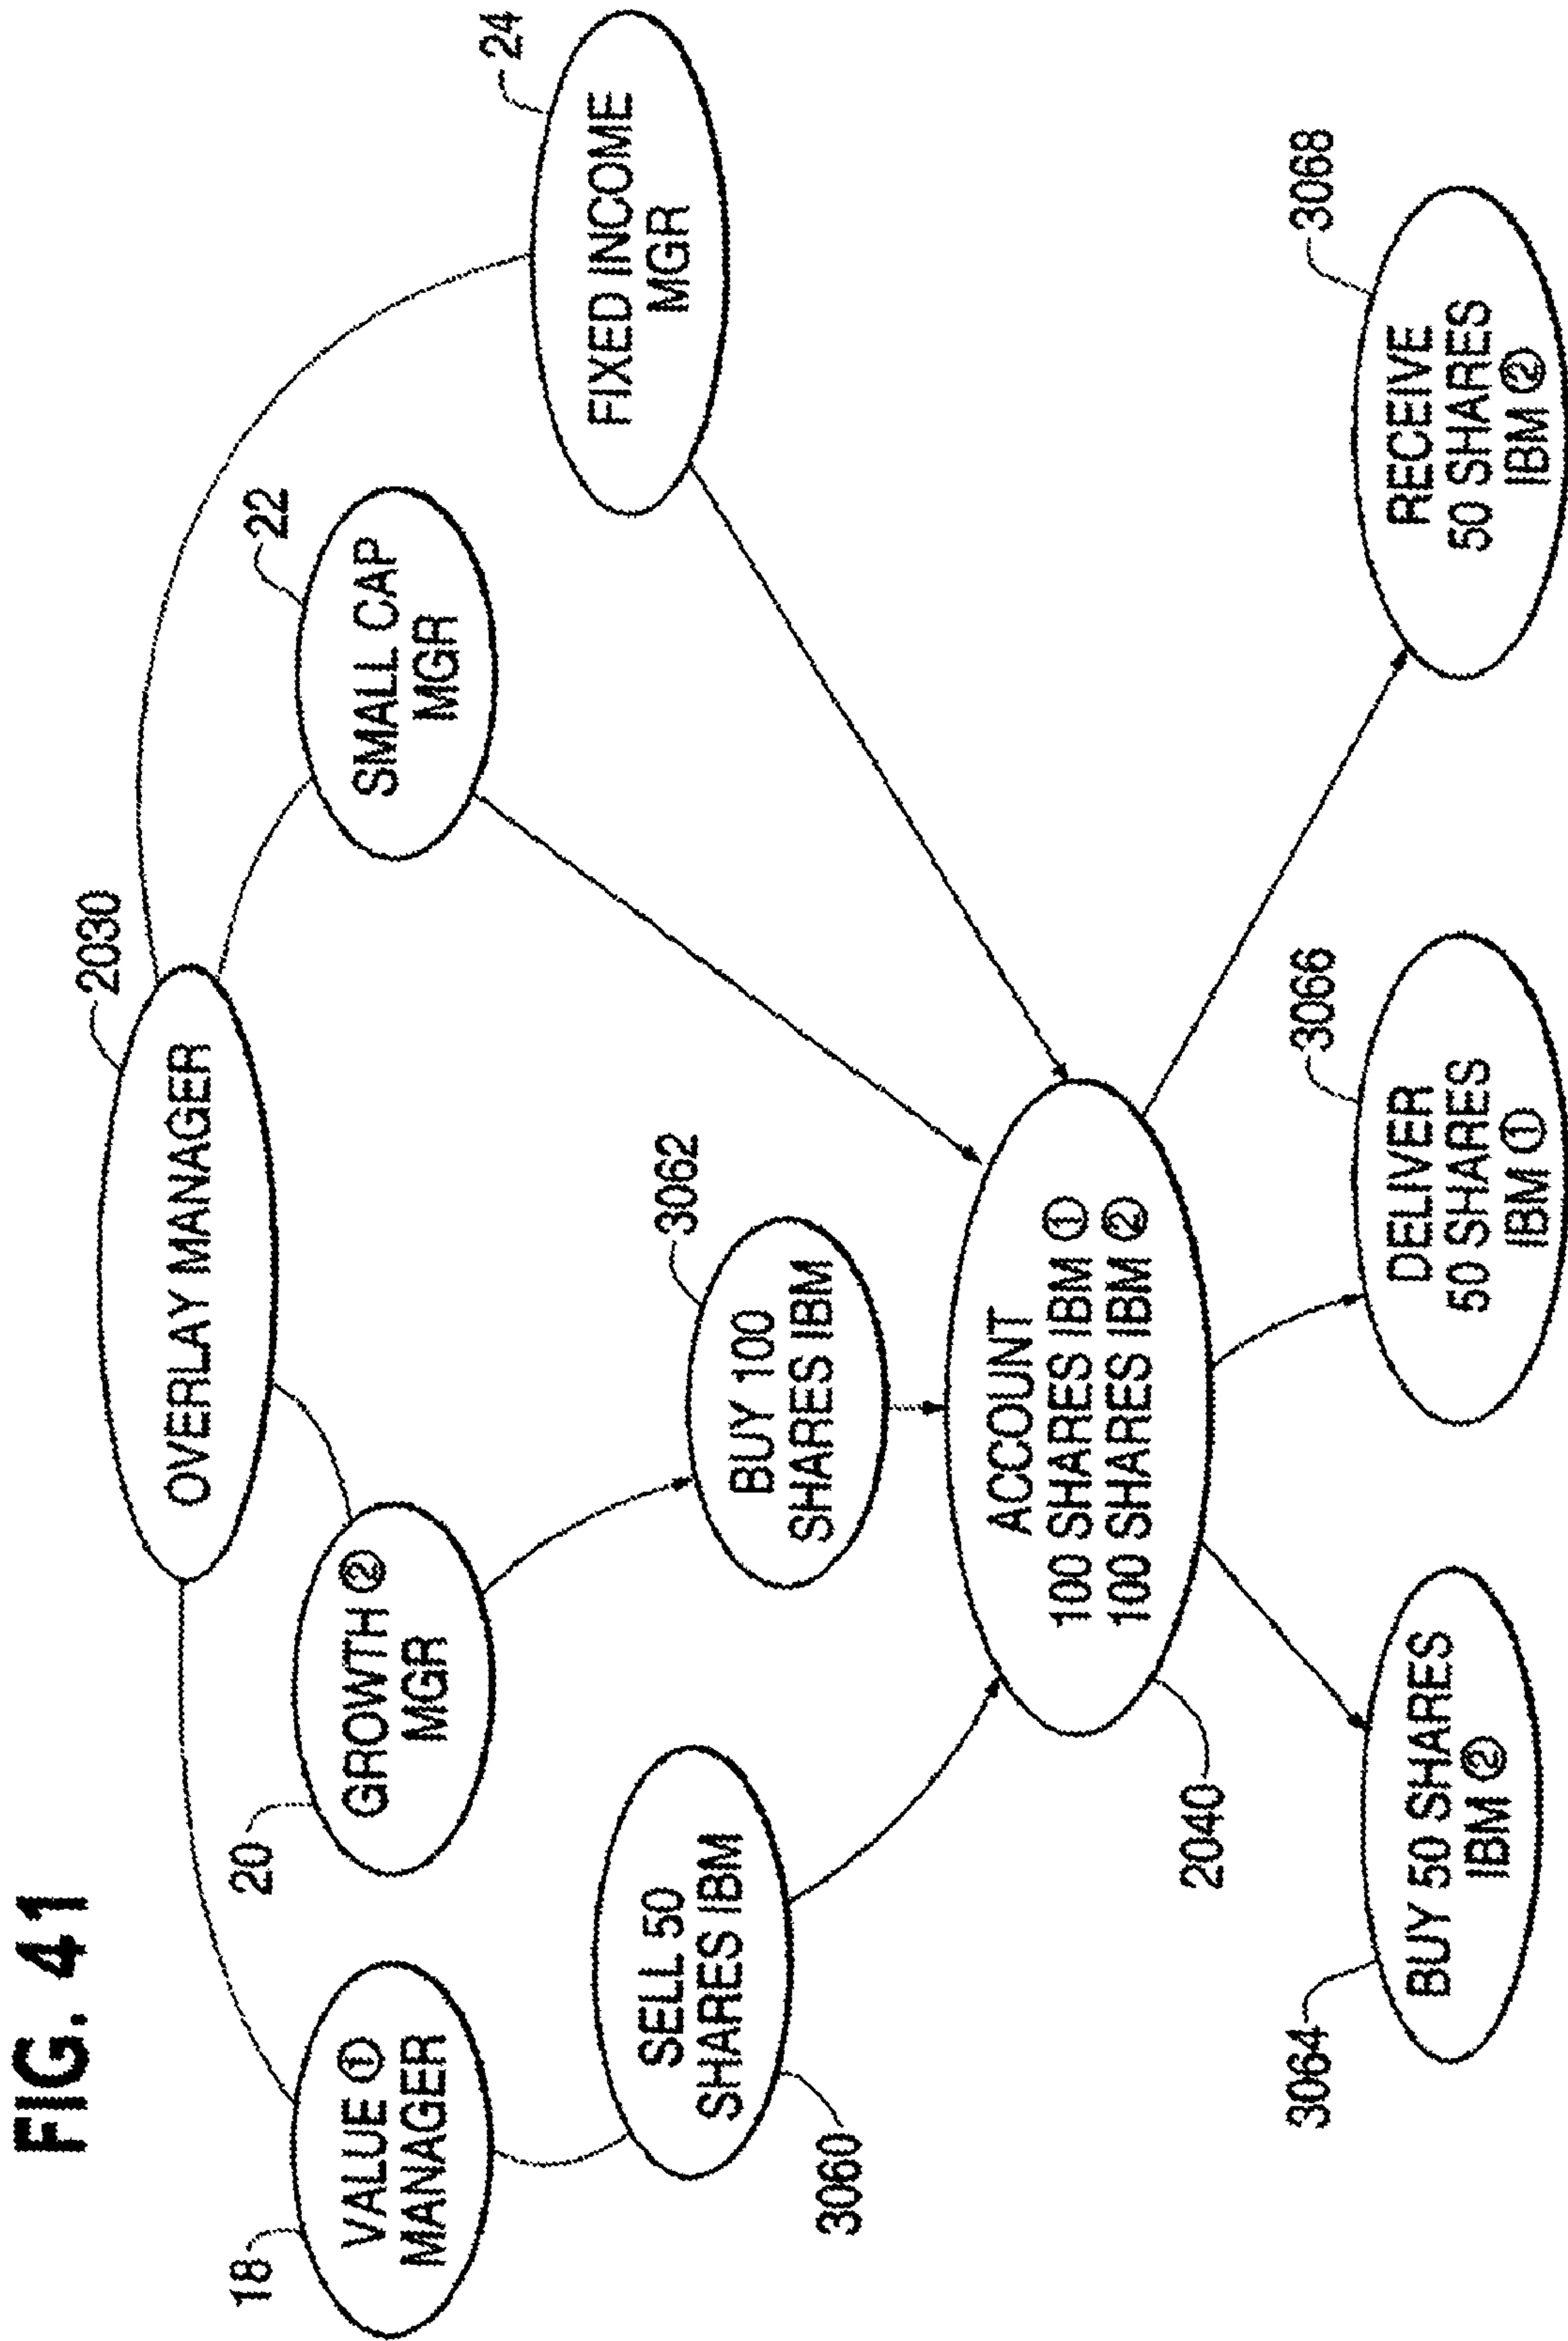 FIG. 41
2030
OVERLAY MANAGER
18
VALUE ①
MANAGER
20
GROWTH ②
MGR
22
SMALL CAP
MGR
24
FIXED INCOME
MGR
3060
SELL 50
SHARES IBM
3062
BUY 100
SHARES IBM
2040
ACCOUNT
100 SHARES IBM ①
100 SHARES IBM ②
3064
BUY 50 SHARES
IBM ②
3066
DELIVER
50 SHARES
IBM ①
3068
RECEIVE
50 SHARES
IBM ②